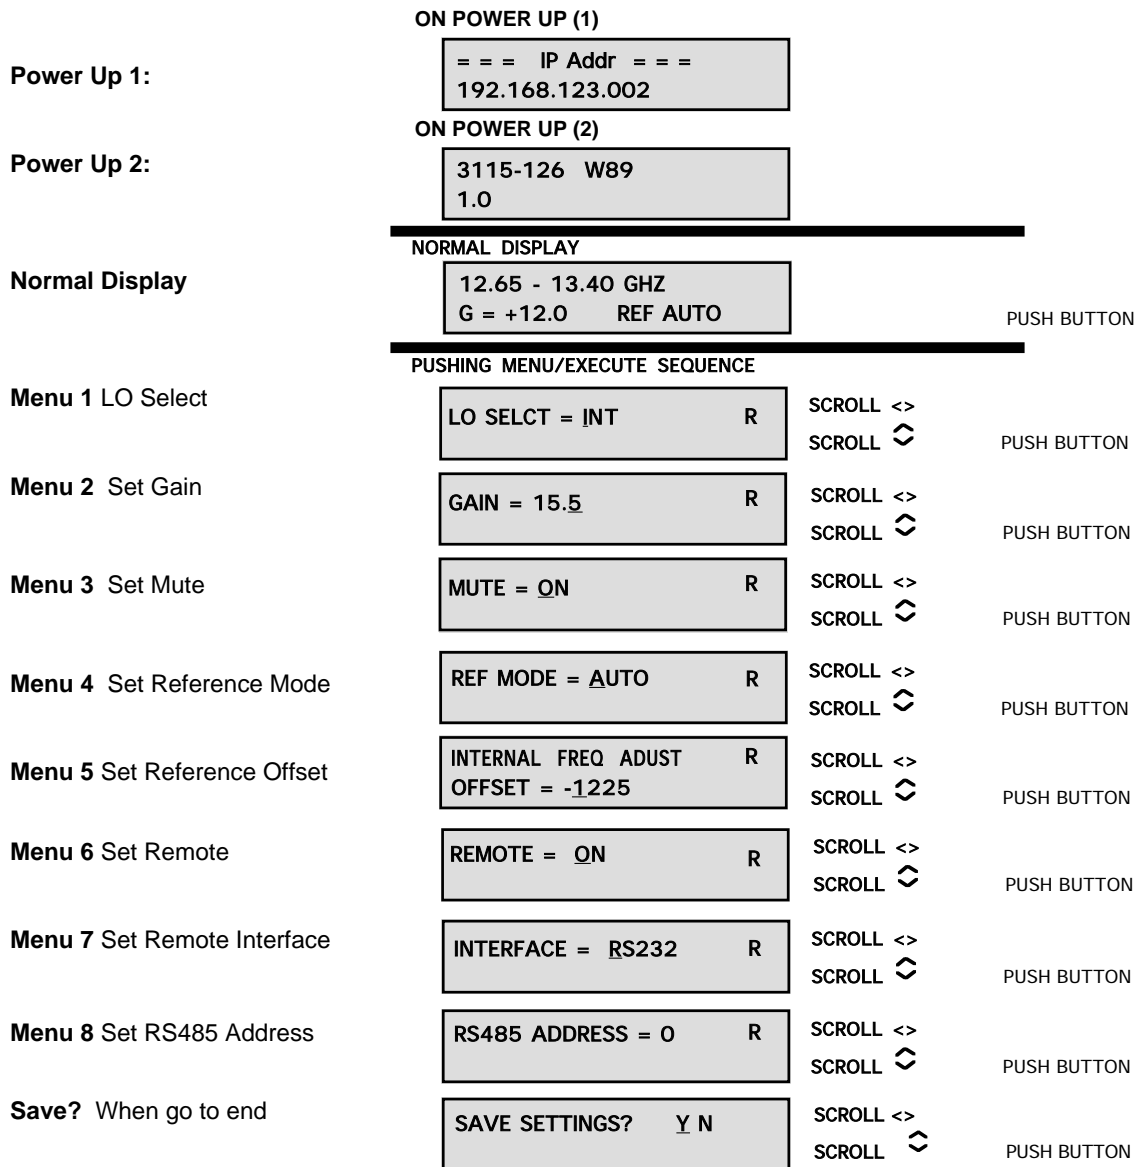 ON POWER UP (1)
Power Up 1:
= = = IP Addr = = =
192.168.123.002
ON POWER UP (2)
Power Up 2:
3115-126 W89
1.0
NORMAL DISPLAY
Normal Display
12.65 - 13.40 GHZ
G = +12.0 REF AUTO
PUSH BUTTON
PUSHING MENU/EXECUTE SEQUENCE
Menu 1 LO Select
LO SELCT = INT R
SCROLL <>
SCROLL
PUSH BUTTON
Menu 2 Set Gain
GAIN = 15.5 R
SCROLL <>
SCROLL
PUSH BUTTON
Menu 3 Set Mute
MUTE = ON R
SCROLL <>
SCROLL
PUSH BUTTON
Menu 4 Set Reference Mode
REF MODE = AUTO R
SCROLL <>
SCROLL
PUSH BUTTON
Menu 5 Set Reference Offset
INTERNAL FREQ ADUST R
OFFSET = -1225
SCROLL <>
SCROLL
PUSH BUTTON
Menu 6 Set Remote
REMOTE = ON R
SCROLL <>
SCROLL
PUSH BUTTON
Menu 7 Set Remote Interface
INTERFACE = RS232 R
SCROLL <>
SCROLL
PUSH BUTTON
Menu 8 Set RS485 Address
RS485 ADDRESS = 0 R
SCROLL <>
SCROLL
PUSH BUTTON
Save? When go to end
SAVE SETTINGS? Y N
SCROLL <>
SCROLL
PUSH BUTTON